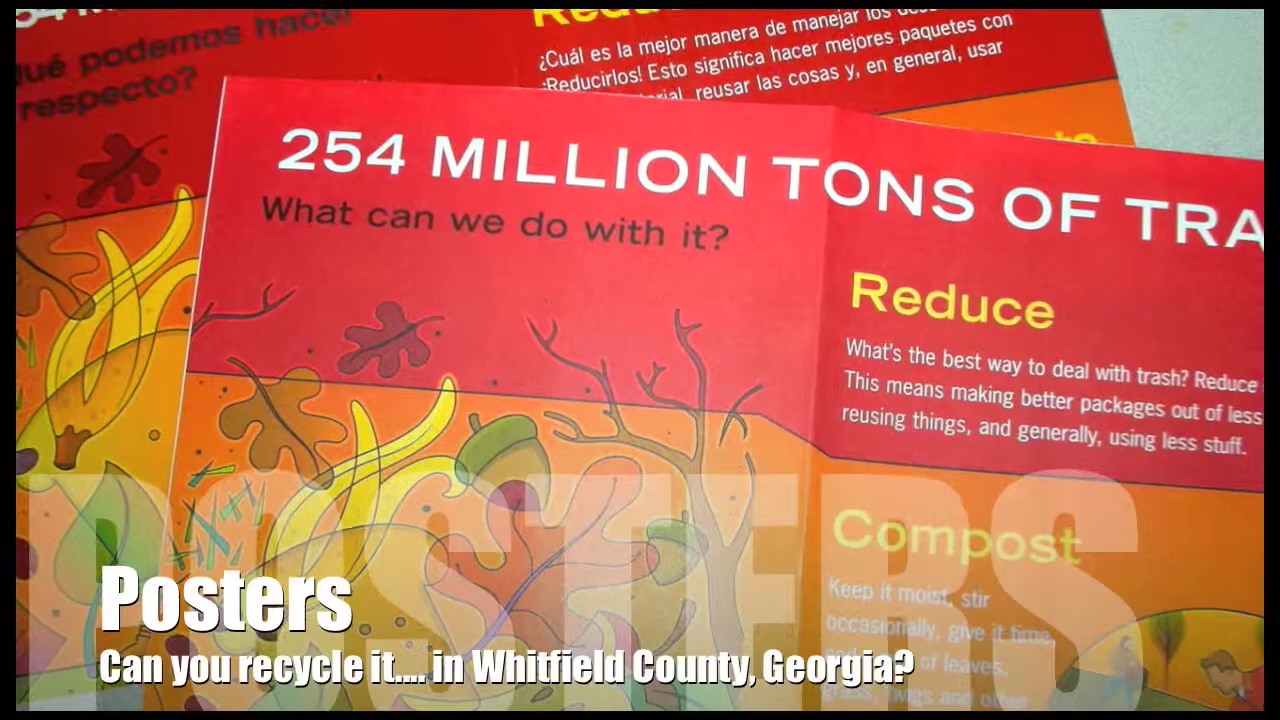 ¿Qué podemos hacer
respecto?
¿Cuál es la mejor manera de manejar los
¡Reducirlos! Esto significa hacer mejores paquetes con
reusar las cosas y, en general, usar
254 MILLION TONS OF
What can we do with it?
Reduce
What's the best way to deal with trash? Reduce
This means making better packages out of less
reusing things, and generally, using less stuff.
Compost
Keep it moist, stir
occasionally, give it time,
of leaves,
grass, twigs and other
POSTERS
Posters
Can you recycle it.... in Whitfield County, Georgia?